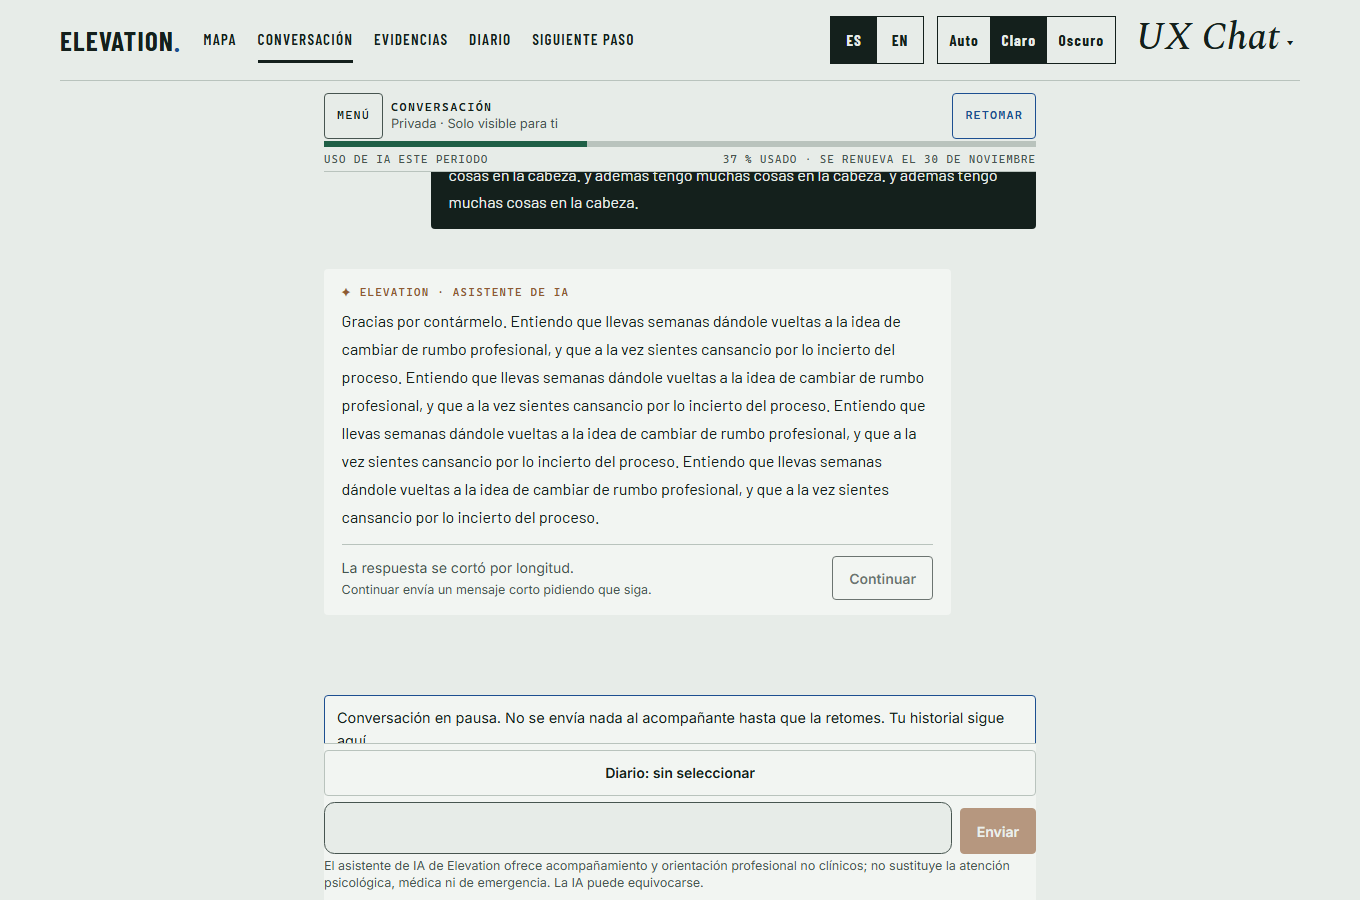 ELEVATION.
MAPA
CONVERSACIÓN
EVIDENCIAS
DIARIO
SIGUIENTE PASO
ES
EN
Auto
Claro
Oscuro
UX Chat
MENÚ
CONVERSACIÓN
Privada · Solo visible para ti
RETOMAR
USO DE IA ESTE PERIODO
37 % USADO · SE RENUEVA EL 30 DE NOVIEMBRE
cosas en la cabeza. y además tengo muchas cosas en la cabeza. y además tengo
muchas cosas en la cabeza.
✦ ELEVATION · ASISTENTE DE IA
Gracias por contármelo. Entiendo que llevas semanas dándole vueltas a la idea de
cambiar de rumbo profesional, y que a la vez sientes cansancio por lo incierto del
proceso. Entiendo que llevas semanas dándole vueltas a la idea de cambiar de rumbo
profesional, y que a la vez sientes cansancio por lo incierto del proceso. Entiendo que
llevas semanas dándole vueltas a la idea de cambiar de rumbo profesional, y que a la
vez sientes cansancio por lo incierto del proceso. Entiendo que llevas semanas
dándole vueltas a la idea de cambiar de rumbo profesional, y que a la vez sientes
cansancio por lo incierto del proceso.
La respuesta se cortó por longitud.
Continuar envía un mensaje corto pidiendo que siga.
Continuar
Conversación en pausa. No se envía nada al acompañante hasta que la retomes. Tu historial sigue
aquí.
Diario: sin seleccionar
Enviar
El asistente de IA de Elevation ofrece acompañamiento y orientación profesional no clínicos; no sustituye la atención
psicológica, médica ni de emergencia. La IA puede equivocarse.